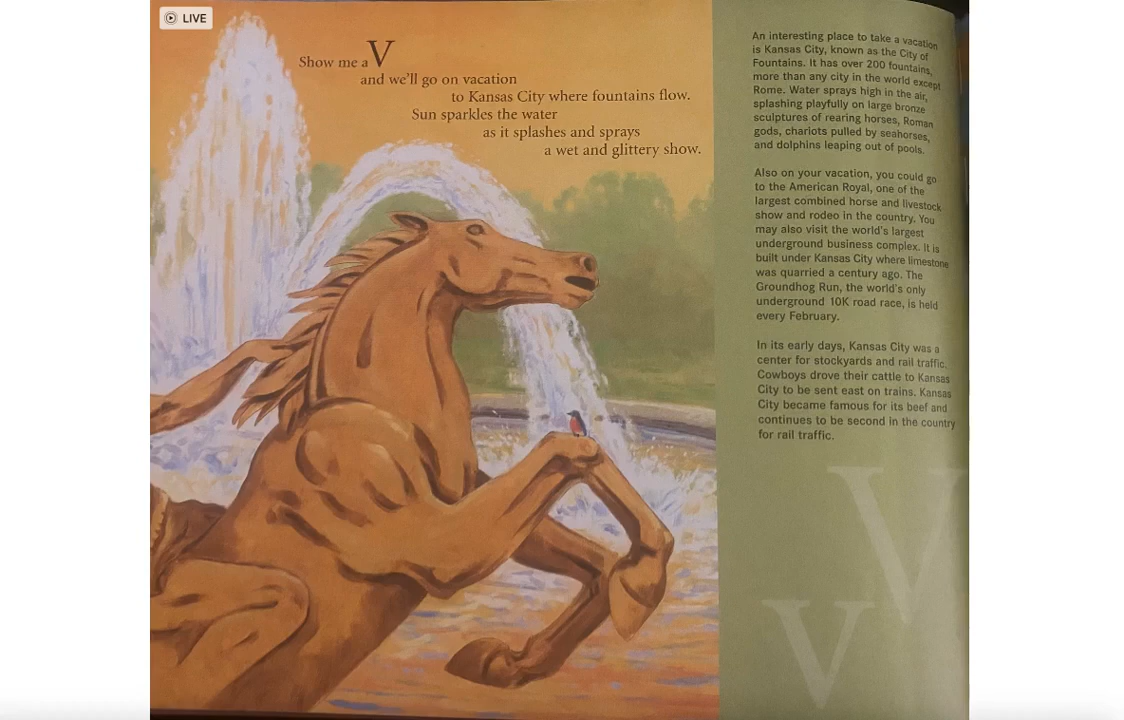 LIVE
Show me a V
and we'll go on vacation
to Kansas City where fountains flow.
Sun sparkles the water
as it splashes and sprays
a wet and glittery show.
An interesting place to take a vacation
is Kansas City, known as the City of
Fountains. It has over 200 fountains,
more than any city in the world except
Rome. Water sprays high in the air,
splashing playfully on large bronze
sculptures of rearing horses, Roman
gods, chariots pulled by seahorses,
and dolphins leaping out of pools.
Also on your vacation, you could go
to the American Royal, one of the
largest combined horse and livestock
show and rodeo in the country. You
may also visit the world's largest
underground business complex. It is
built under Kansas City where limestone
was quarried a century ago. The
Groundhog Run, the world's only
underground 10K road race, is held
every February.
In its early days, Kansas City was a
center for stockyards and rail traffic.
Cowboys drove their cattle to Kansas
City to be sent east on trains. Kansas
City became famous for its beef and
continues to be second in the country
for rail traffic.
V
v